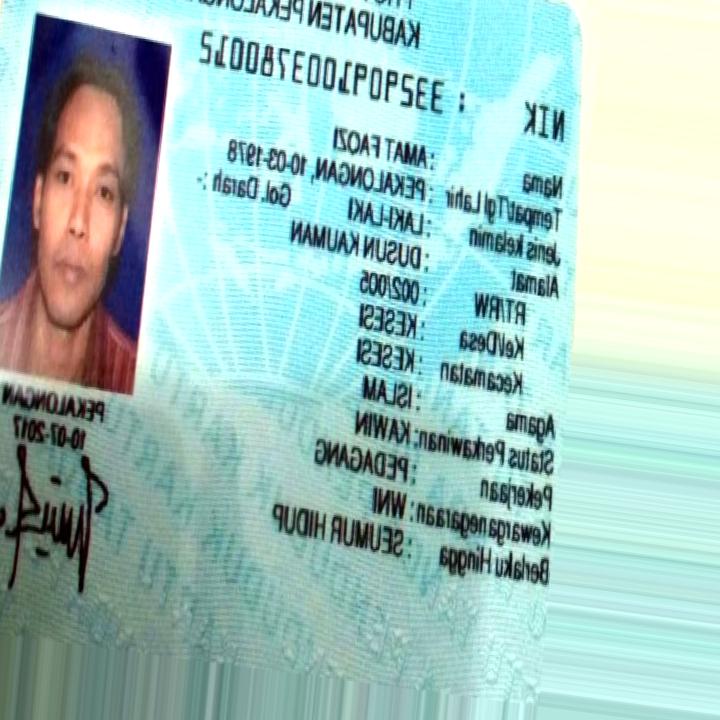 KABUPATEN PEKALONGAN
NIK : 3326061003780012
Nama : AMAT FAOZI
Tempat/Tgl Lahir : PEKALONGAN, 10-03-1978
Jenis kelamin : LAKI-LAKI Gol. Darah : -
Alamat : DUSUN KAUMAN
RT/RW : 002/005
Kel/Desa : KESESI
Kecamatan : KESESI
Agama : ISLAM
Status Perkawinan: KAWIN
Pekerjaan : PEDAGANG
Kewarganegaraan: WNI
Berlaku Hingga : SEUMUR HIDUP
PEKALONGAN
10-07-2017